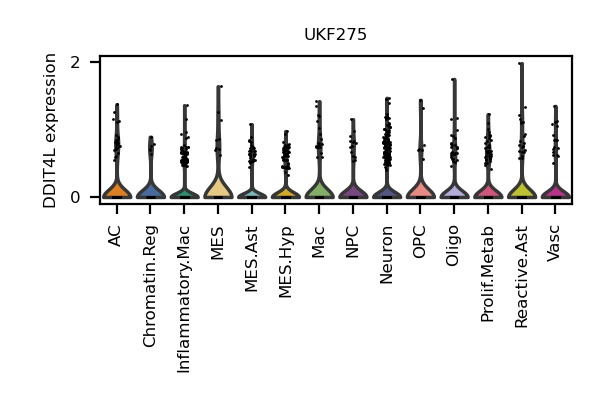 UKF275
DDIT4L expression
2
0
AC
Chromatin.Reg
Inflammatory.Mac
MES
MES.Ast
MES.Hyp
Mac
NPC
Neuron
OPC
Oligo
Prolif.Metab
Reactive.Ast
Vasc